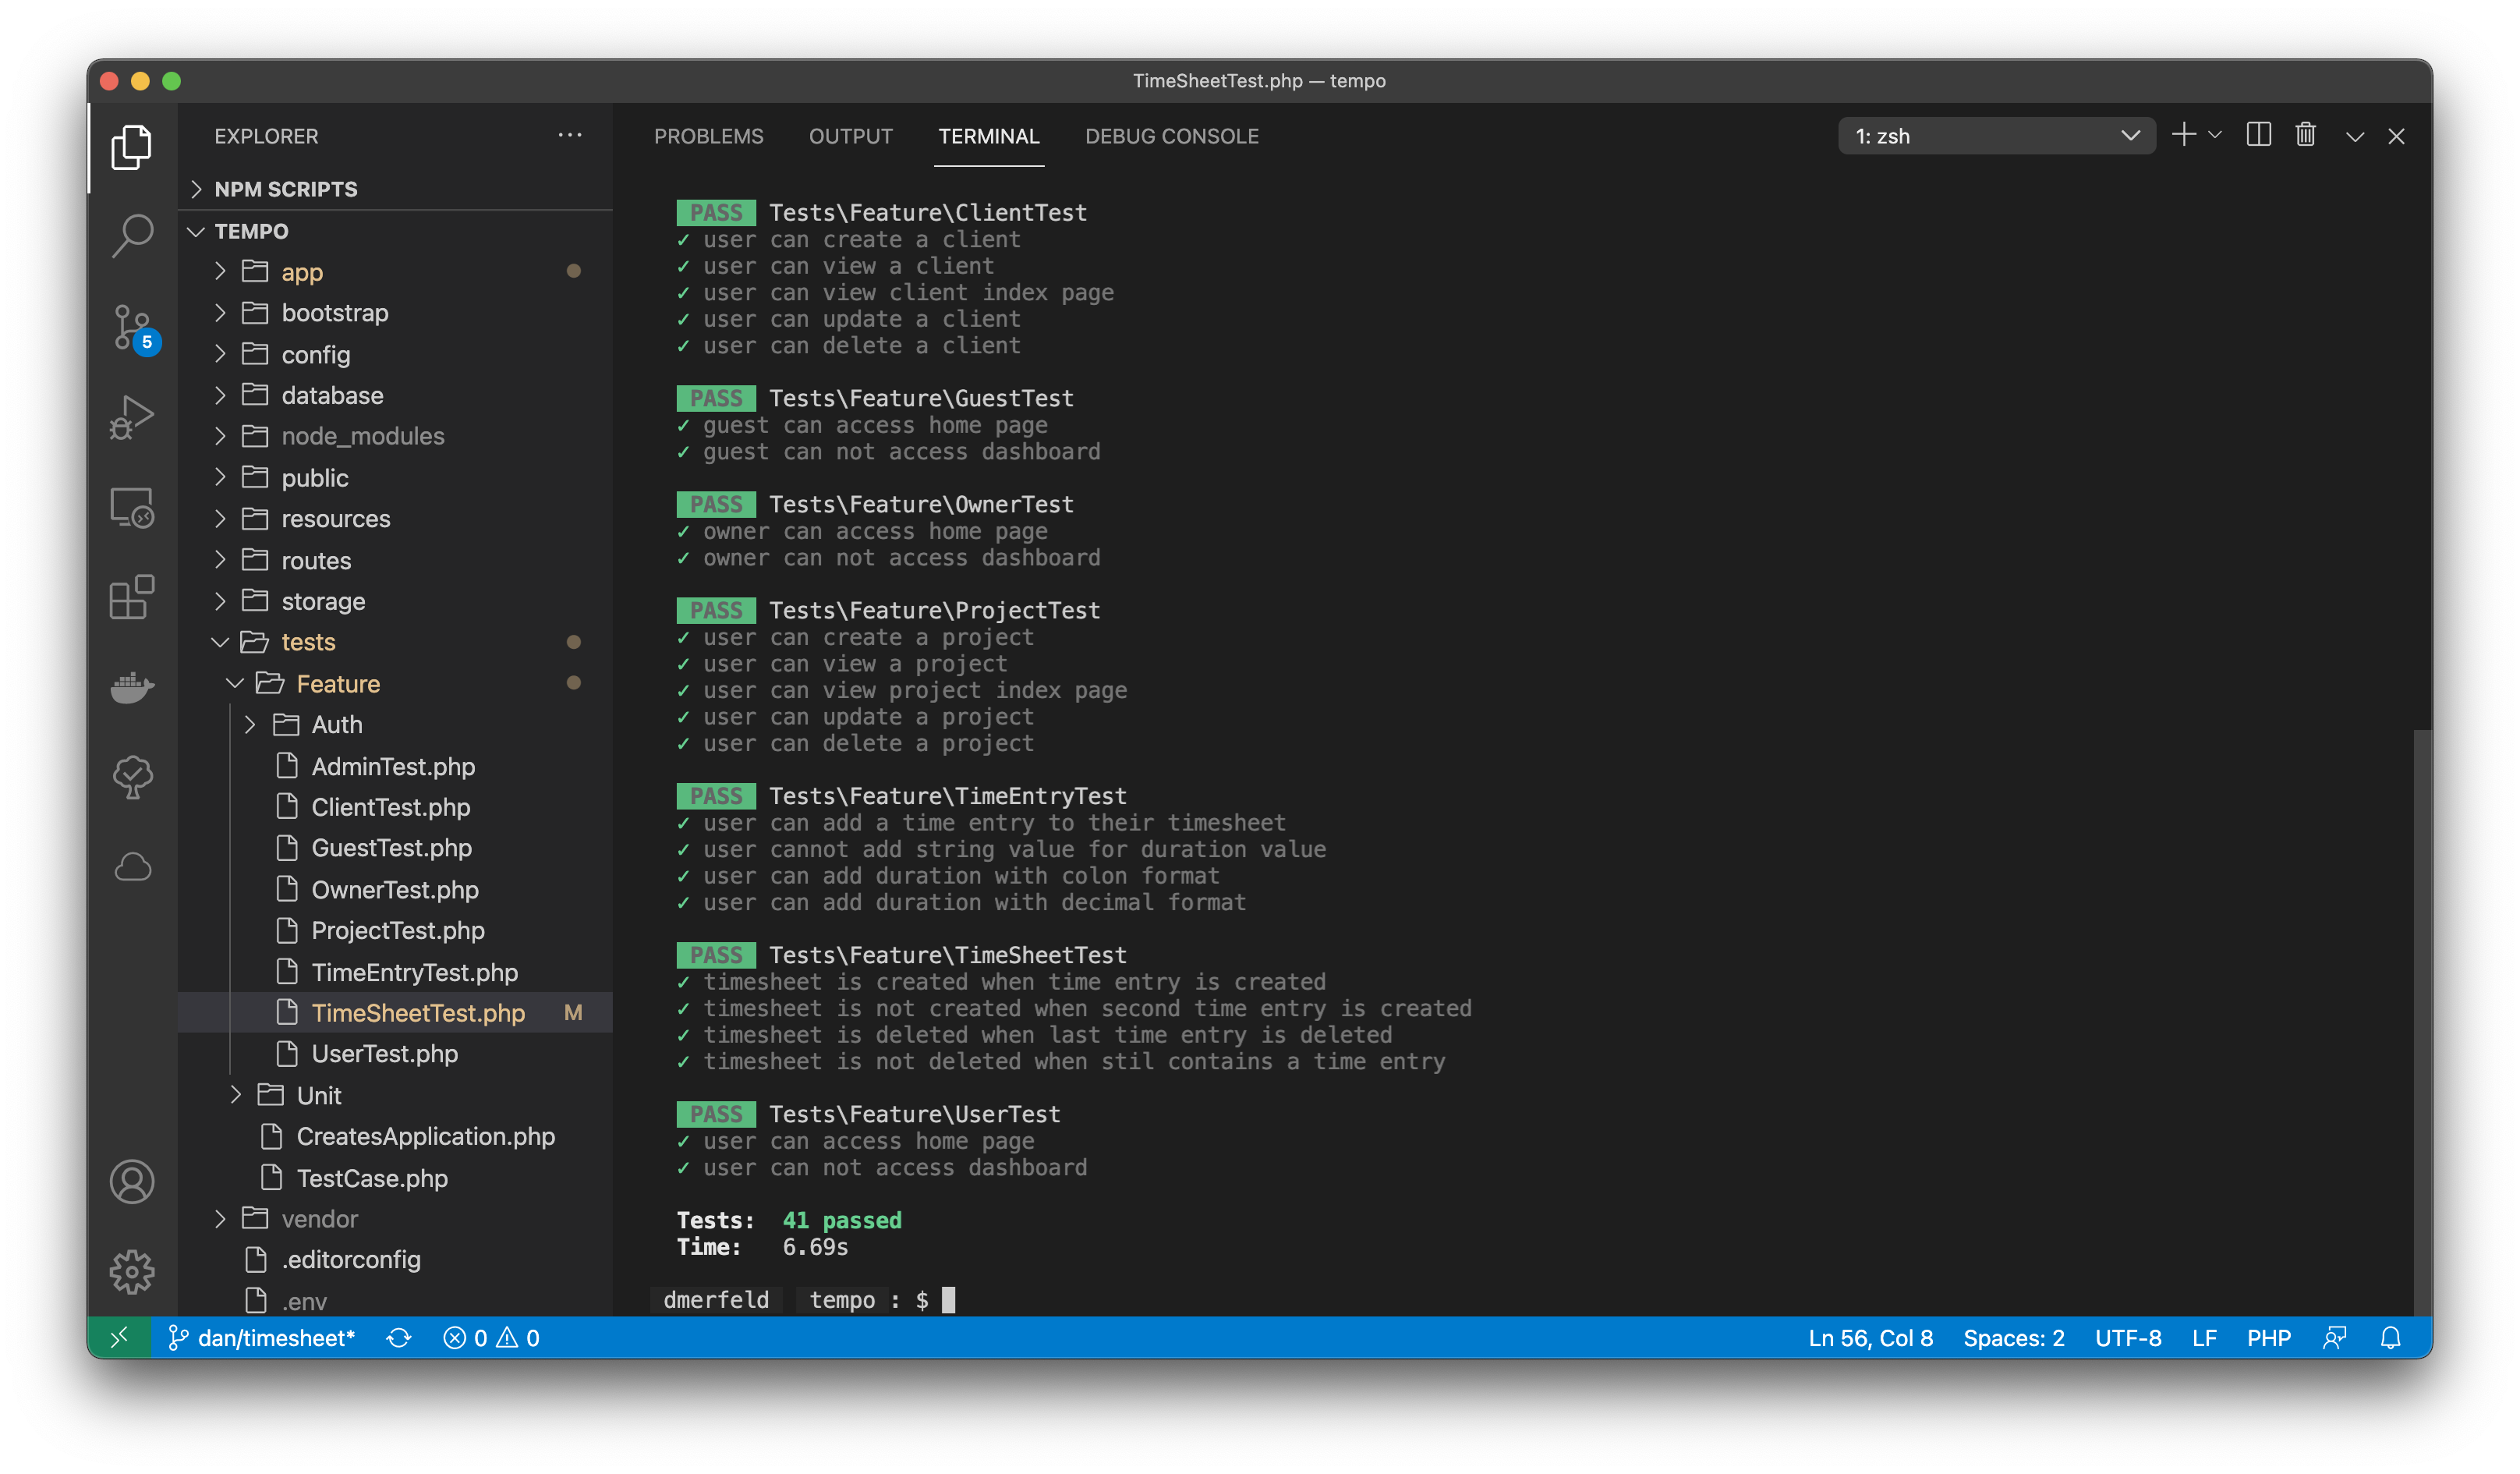 TimeSheetTest.php — tempo
EXPLORER
NPM SCRIPTS
TEMPO
app
bootstrap
config
database
node_modules
public
resources
routes
storage
tests
Feature
Auth
AdminTest.php
ClientTest.php
GuestTest.php
OwnerTest.php
ProjectTest.php
TimeEntryTest.php
TimeSheetTest.php M
UserTest.php
Unit
CreatesApplication.php
TestCase.php
vendor
.editorconfig
.env
5
PROBLEMS OUTPUT TERMINAL DEBUG CONSOLE
1: zsh
PASS Tests\Feature\ClientTest
✓ user can create a client
✓ user can view a client
✓ user can view client index page
✓ user can update a client
✓ user can delete a client
PASS Tests\Feature\GuestTest
✓ guest can access home page
✓ guest can not access dashboard
PASS Tests\Feature\OwnerTest
✓ owner can access home page
✓ owner can not access dashboard
PASS Tests\Feature\ProjectTest
✓ user can create a project
✓ user can view a project
✓ user can view project index page
✓ user can update a project
✓ user can delete a project
PASS Tests\Feature\TimeEntryTest
✓ user can add a time entry to their timesheet
✓ user cannot add string value for duration value
✓ user can add duration with colon format
✓ user can add duration with decimal format
PASS Tests\Feature\TimeSheetTest
✓ timesheet is created when time entry is created
✓ timesheet is not created when second time entry is created
✓ timesheet is deleted when last time entry is deleted
✓ timesheet is not deleted when stil contains a time entry
PASS Tests\Feature\UserTest
✓ user can access home page
✓ user can not access dashboard
Tests: 41 passed
Time: 6.69s
dmerfeld tempo : $
dan/timesheet* 0 0 Ln 56, Col 8 Spaces: 2 UTF-8 LF PHP